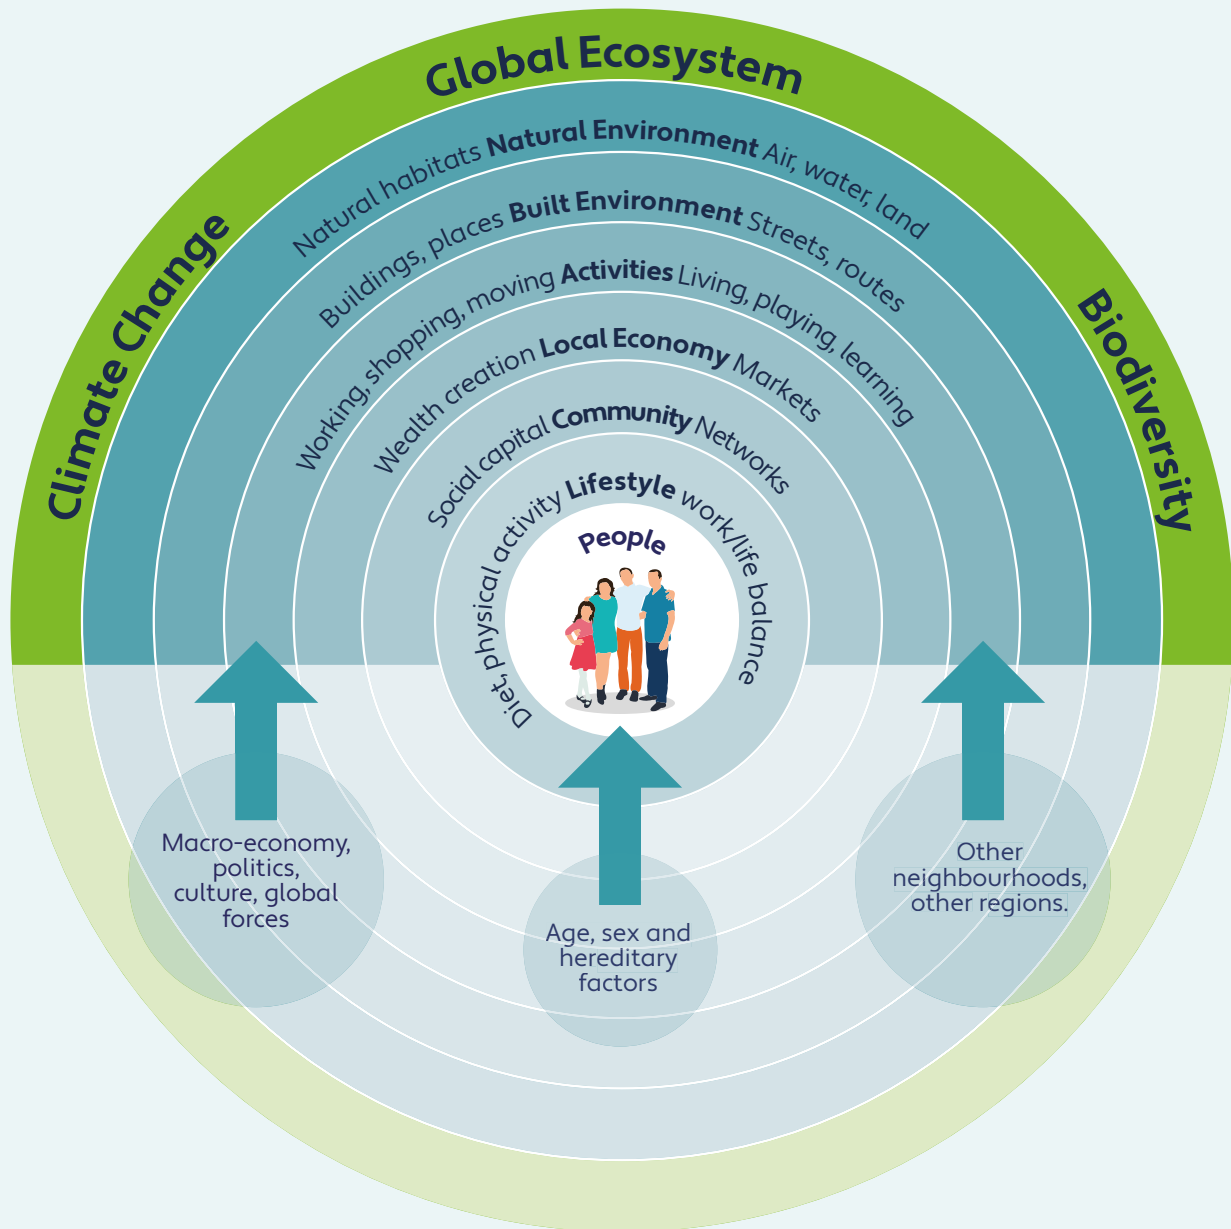 Global Ecosystem
Climate Change
Biodiversity
Natural habitats Natural Environment Air, water, land
Buildings, places Built Environment Streets, routes
Working, shopping, moving Activities Living, playing, learning
Wealth creation Local Economy Markets
Social capital Community Networks
Diet, physical activity Lifestyle work/life balance
People
Macro-economy,
politics,
culture, global
forces
Age, sex and
hereditary
factors
Other
neighbourhoods,
other regions.